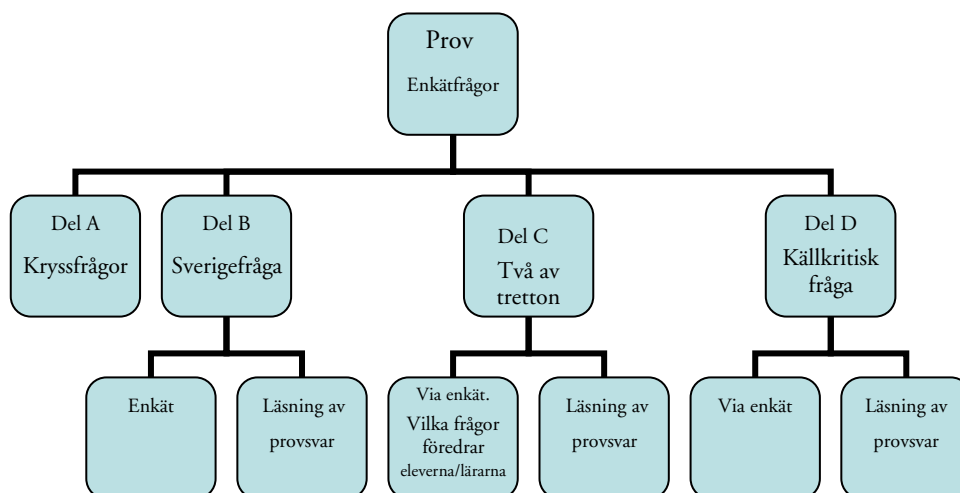 Prov
Enkätfrågor
Del A
Kryssfrågor
Del B
Sverigefråga
Del C
Två av
tretton
Del D
Källkritisk
fråga
Enkät
Läsning av
provsvar
Via enkät.
Vilka frågor
föredrar
eleverna/lärarna
Läsning av
provsvar
Via enkät
Läsning av
provsvar